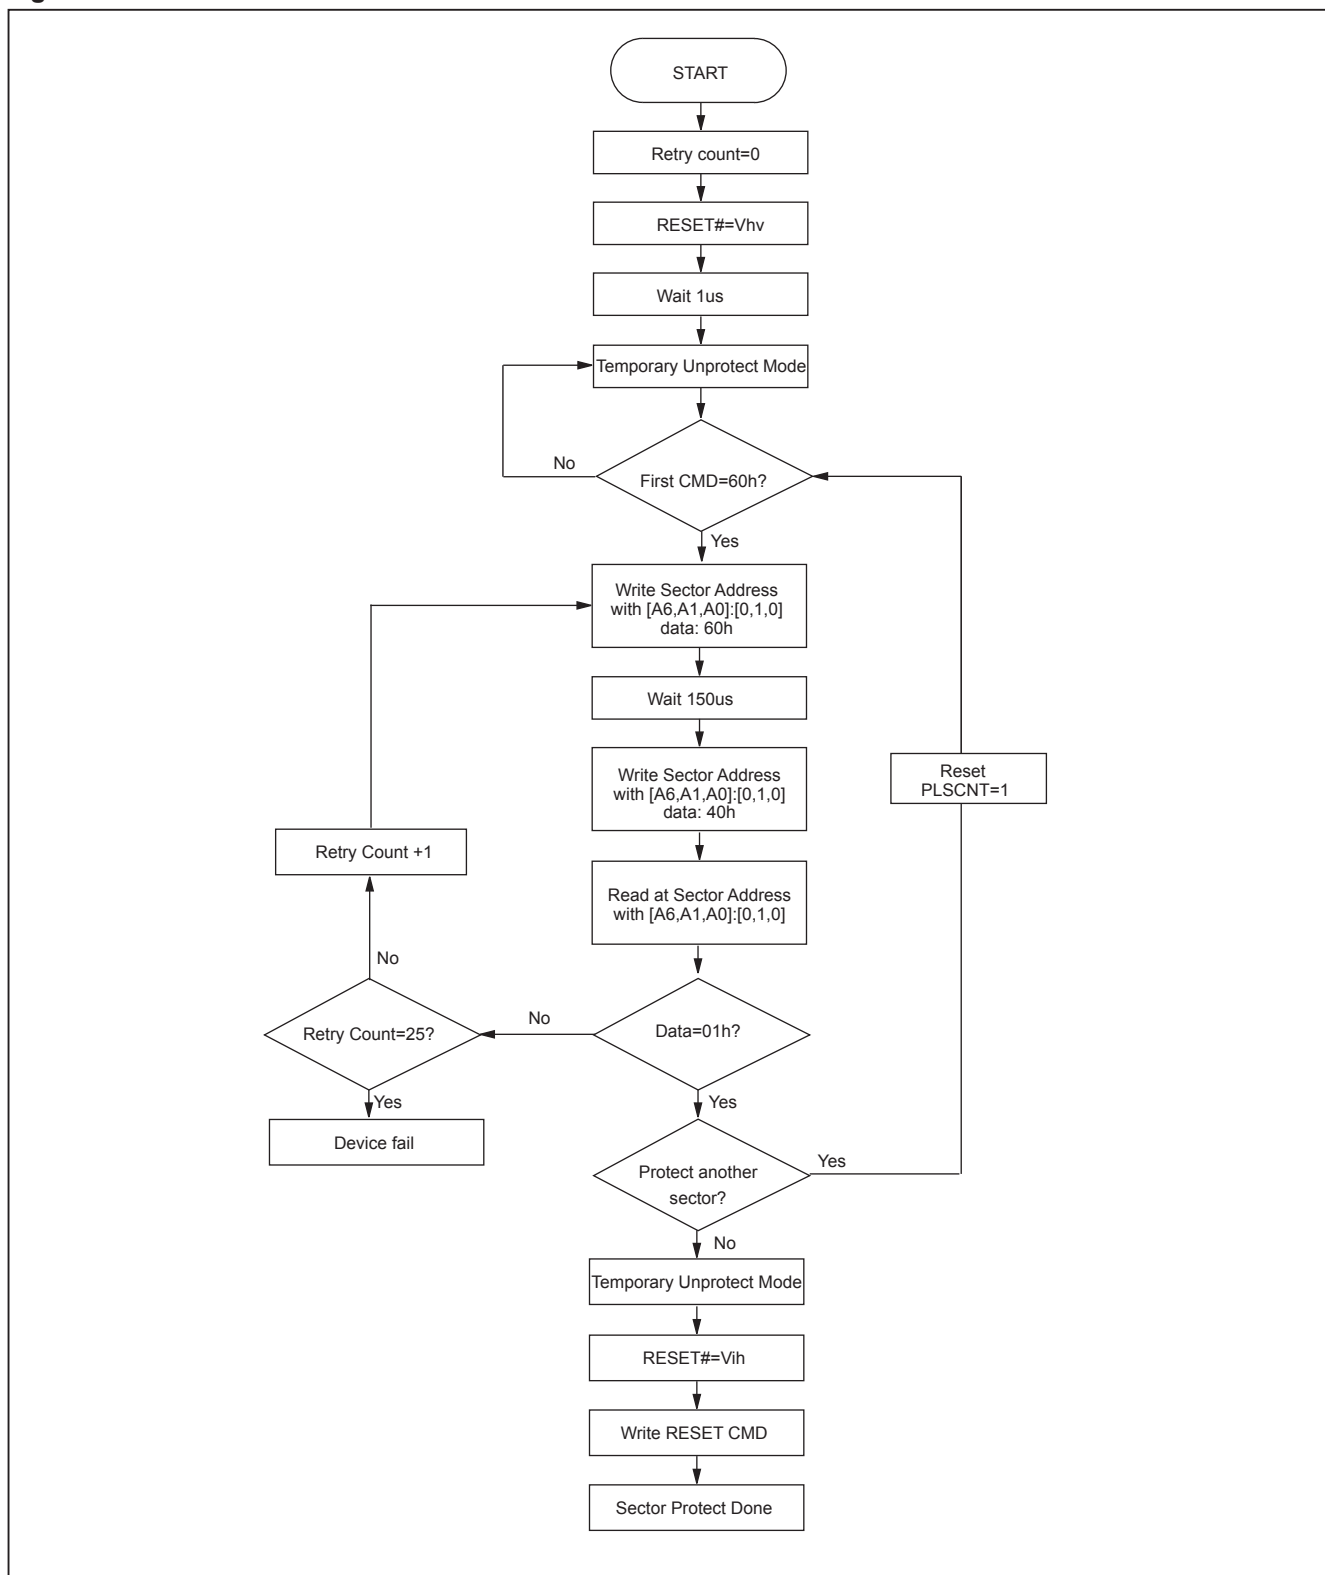 START
Retry count=0
RESET#=Vhv
Wait 1us
Temporary Unprotect Mode
No
First CMD=60h?
Yes
Write Sector Address
with [A6,A1,A0]:[0,1,0]
data: 60h
Wait 150us
Write Sector Address
with [A6,A1,A0]:[0,1,0]
data: 40h
Reset
PLSCNT=1
Retry Count +1
Read at Sector Address
with [A6,A1,A0]:[0,1,0]
No
Retry Count=25?
No
Data=01h?
Yes
Yes
Device fail
Protect another
sector?
Yes
No
Temporary Unprotect Mode
RESET#=Vih
Write RESET CMD
Sector Protect Done